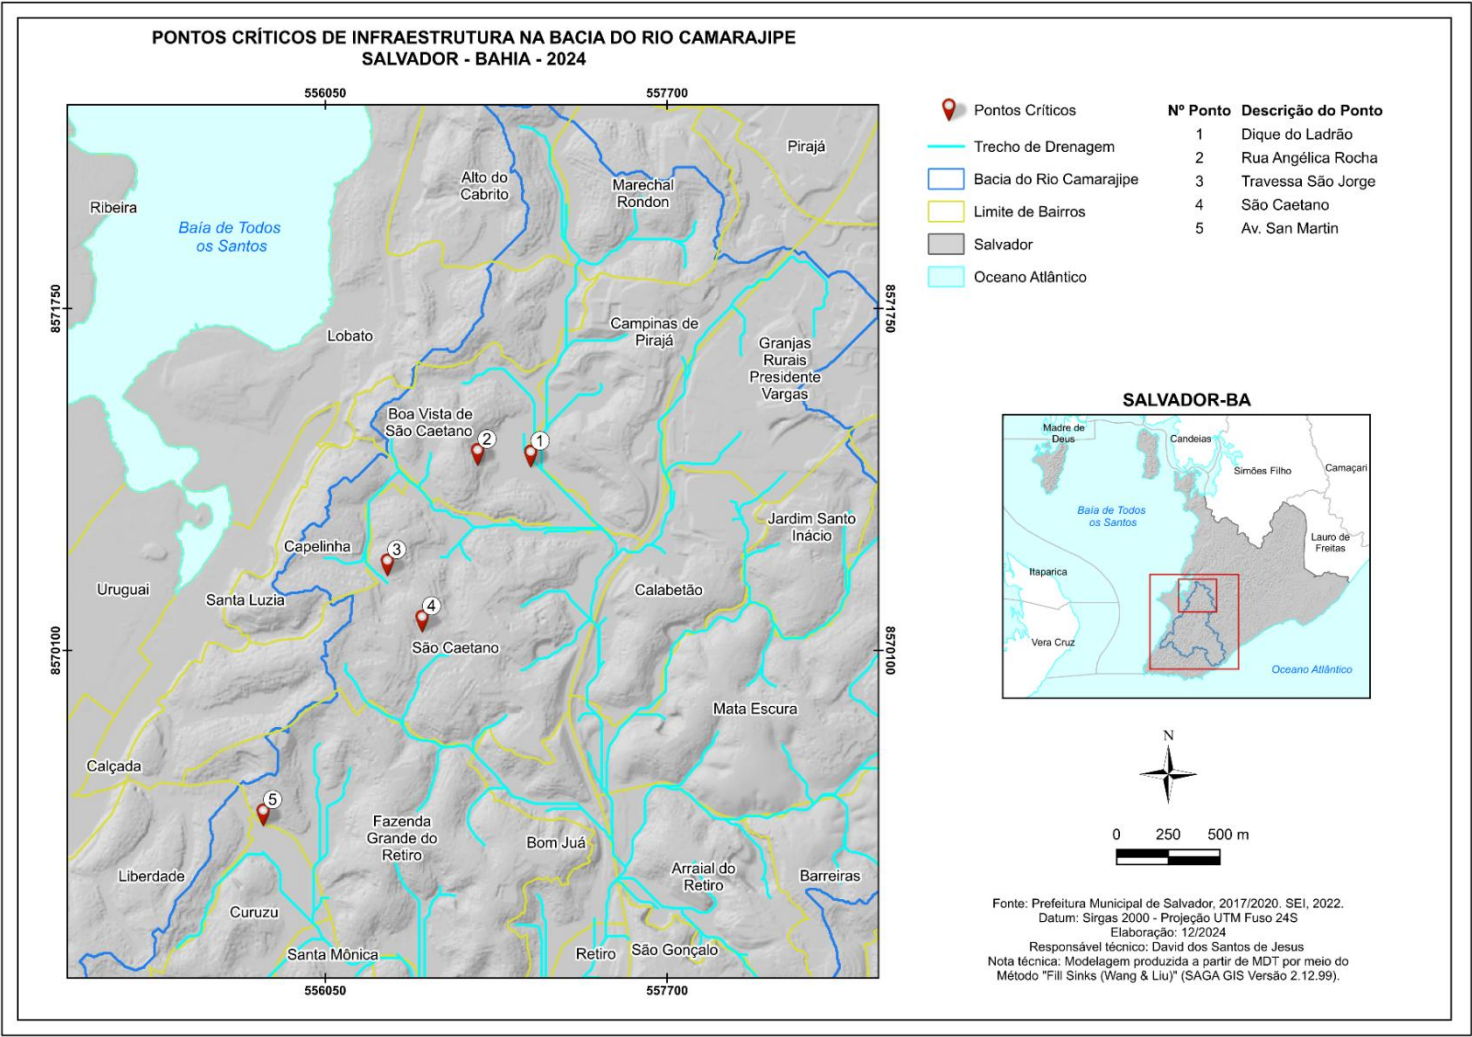 PONTOS CRÍTICOS DE INFRAESTRUTURA NA BACIA DO RIO CAMARAJIPE
SALVADOR - BAHIA - 2024
556050
557700
8571750
8570100
8571750
8570100
556050
557700
Pirajá
Alto do
Cabrito
Marechal
Rondon
Ribeira
Baía de Todos
os Santos
Lobato
Campinas de
Pirajá
Granjas
Rurais
Presidente
Vargas
Boa Vista de
São Caetano
2
1
Jardim Santo
Inácio
Capelinha
3
Uruguai
Santa Luzia
4
Calabetão
São Caetano
Mata Escura
Calçada
5
Fazenda
Grande do
Retiro
Bom Juá
Liberdade
Arraial do
Retiro
Barreiras
Curuzu
Santa Mônica
Retiro
São Gonçalo
Pontos Críticos
Trecho de Drenagem
Bacia do Rio Camarajipe
Limite de Bairros
Salvador
Oceano Atlântico
Nº Ponto Descrição do Ponto
1 Dique do Ladrão
2 Rua Angélica Rocha
3 Travessa São Jorge
4 São Caetano
5 Av. San Martin
SALVADOR-BA
Madre de
Deus
Candeias
Simões Filho
Camaçari
Baía de Todos
os Santos
Lauro de
Freitas
Itaparica
Vera Cruz
Oceano Atlântico
N
0 250 500 m
Fonte: Prefeitura Municipal de Salvador, 2017/2020. SEI, 2022.
Datum: Sirgas 2000 - Projeção UTM Fuso 24S
Elaboração: 12/2024
Responsável técnico: David dos Santos de Jesus
Nota técnica: Modelagem produzida a partir de MDT por meio do
Método "Fill Sinks (Wang & Liu)" (SAGA GIS Versão 2.12.99).